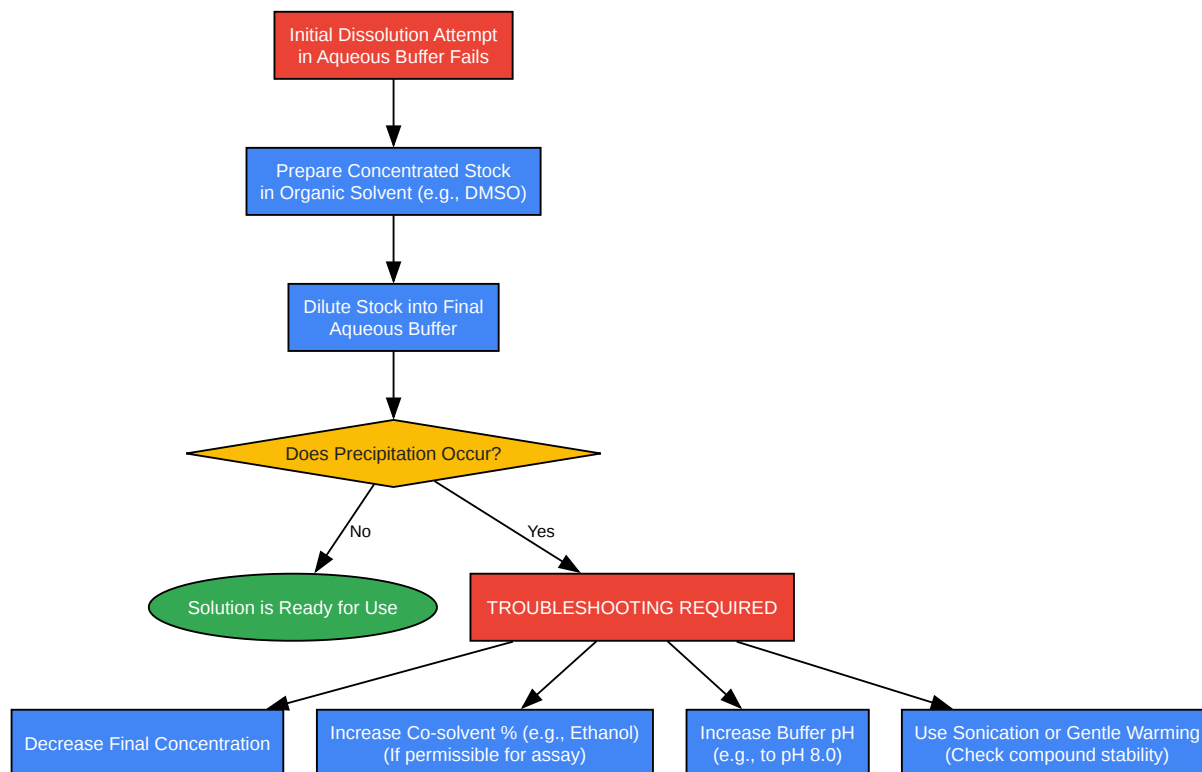 Initial Dissolution Attempt
in Aqueous Buffer Fails
Prepare Concentrated Stock
in Organic Solvent (e.g., DMSO)
Dilute Stock into Final
Aqueous Buffer
Does Precipitation Occur?
No
Yes
Solution is Ready for Use
TROUBLESHOOTING REQUIRED
Decrease Final Concentration
Increase Co-solvent % (e.g., Ethanol)
(If permissible for assay)
Increase Buffer pH
(e.g., to pH 8.0)
Use Sonication or Gentle Warming
(Check compound stability)